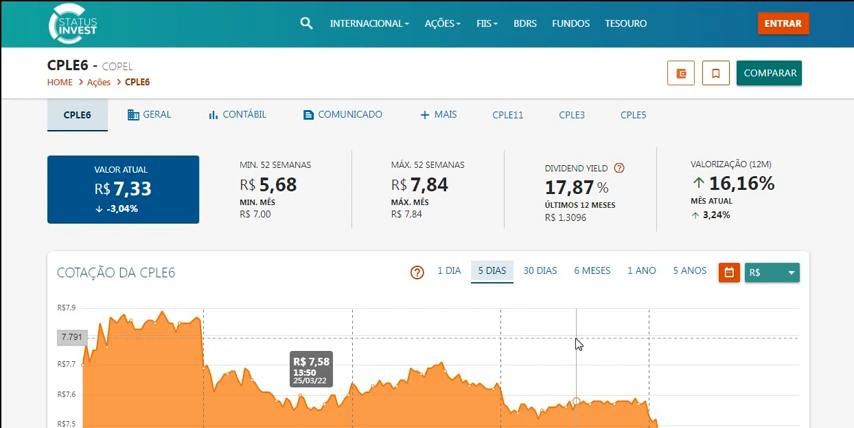 STATUS
INVEST
INTERNACIONAL
AÇÕES
FIIS
BDRS
FUNDOS
TESOURO
ENTRAR
CPLE6 - COPEL
HOME > Ações > CPLE6
COMPARAR
CPLE6
GERAL
CONTÁBIL
COMUNICADO
+ MAIS
CPLE11
CPLE3
CPLE5
VALOR ATUAL
R$ 7,33
-3,04%
MIN. 52 SEMANAS
R$ 5,68
MIN. MÊS
R$ 7.00
MÁX. 52 SEMANAS
R$ 7,84
MÁX. MÊS
R$ 7.84
DIVIDEND YIELD ?
17,87 %
ÚLTIMOS 12 MESES
R$ 1.3096
VALORIZAÇÃO (12M)
16,16%
MÊS ATUAL
3,24%
COTAÇÃO DA CPLE6
?
1 DIA
5 DIAS
30 DIAS
6 MESES
1 ANO
5 ANOS
R$
R$7.9
7.791
R$7.7
R$7.6
R$7.5
R$ 7,58
13:50
25/03/22